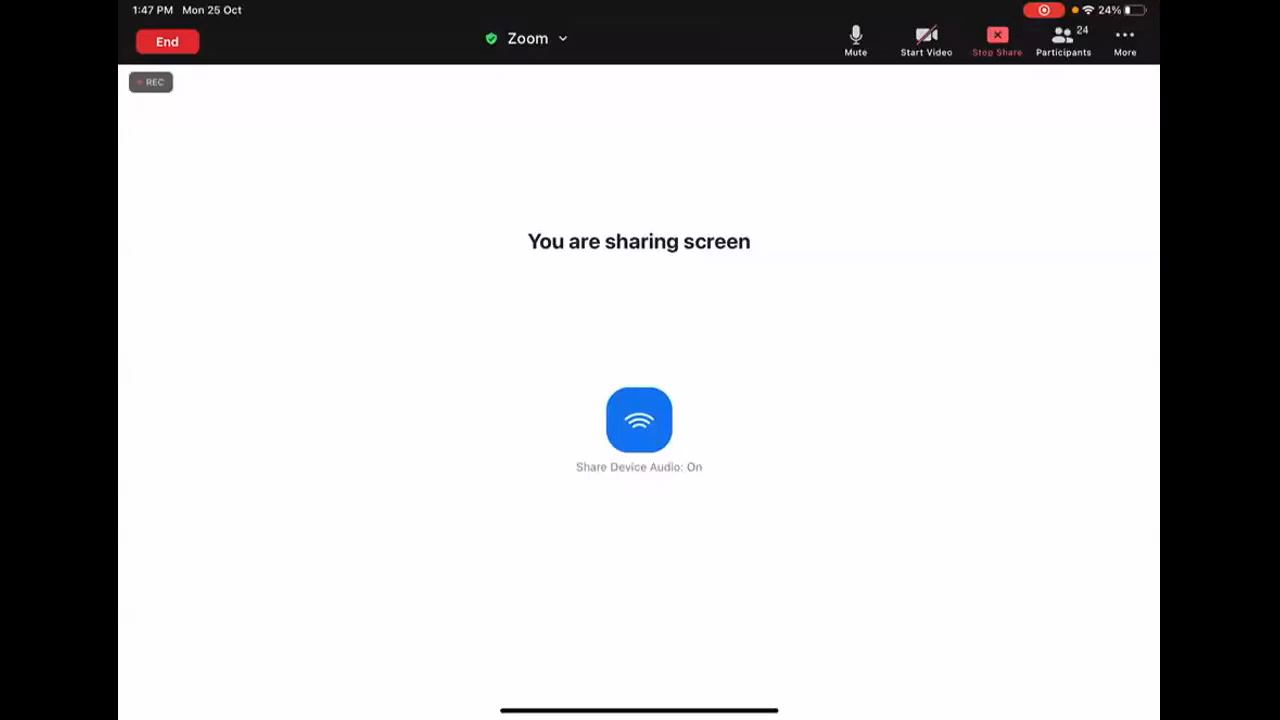 1:47 PM Mon 25 Oct
24%
End
Zoom
Mute
Start Video
Stop Share
24
Participants
More
REC
You are sharing screen
Share Device Audio: On